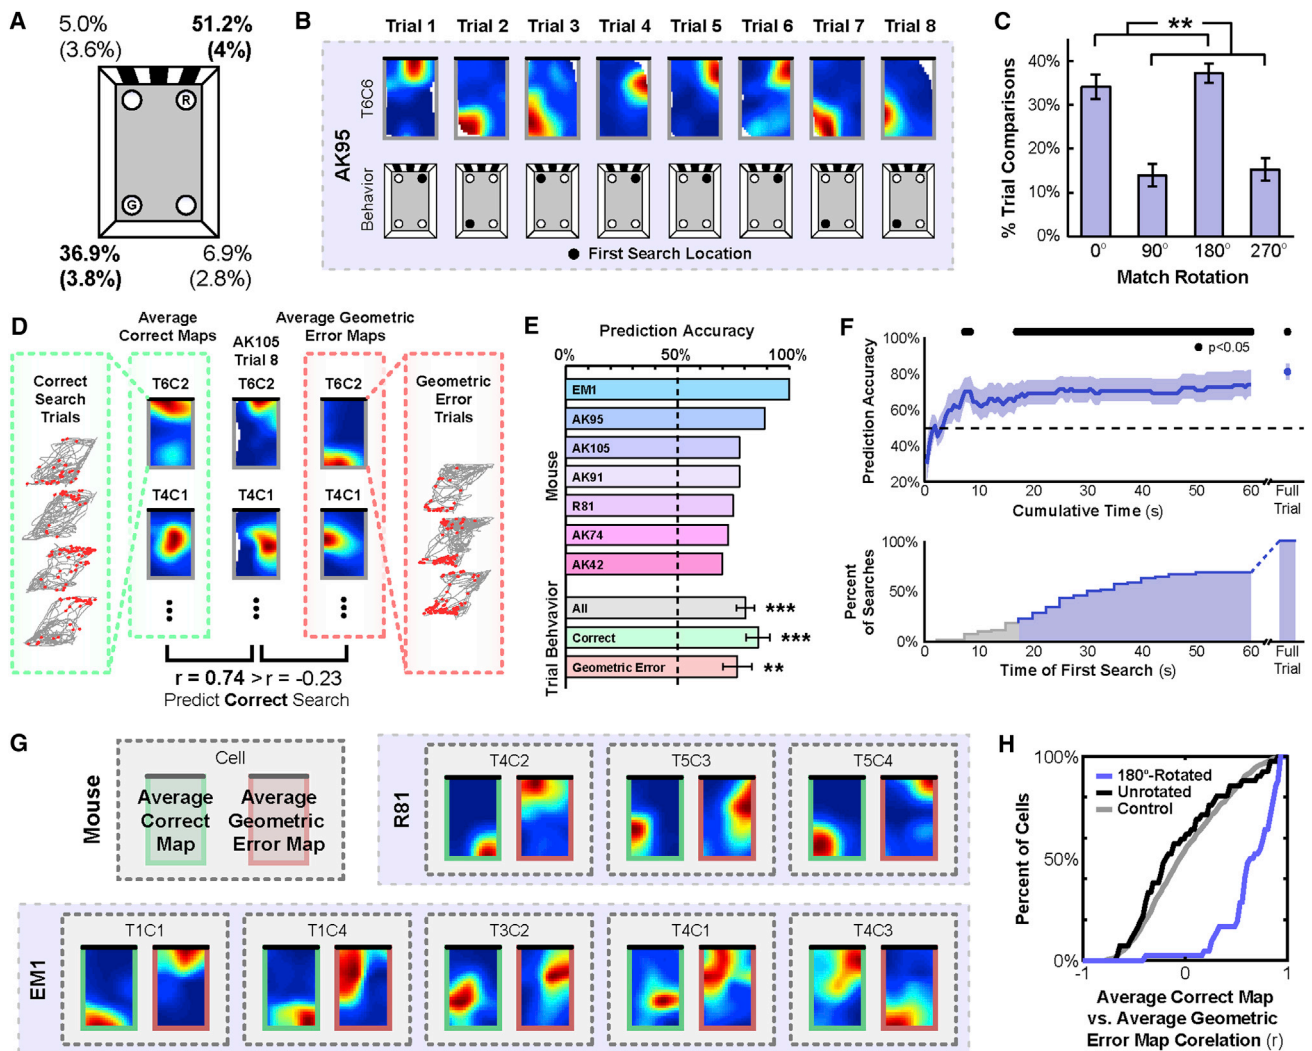 A
5.0%
(3.6%)
51.2%
(4%)
R
G
36.9%
(3.8%)
6.9%
(2.8%)
B
Trial 1 Trial 2 Trial 3 Trial 4 Trial 5 Trial 6 Trial 7 Trial 8
AK95
T6C6
Behavior
First Search Location
C
**
% Trial Comparisons
40%
30%
20%
10%
0%
0° 90° 180° 270°
Match Rotation
D
Average
Correct Maps
AK105
Trial 8
Average Geometric
Error Maps
Correct
Search
Trials
T6C2 T6C2 T6C2
Geometric
Error
Trials
T4C1 T4C1 T4C1
r = 0.74 > r = -0.23
Predict Correct Search
E
Prediction Accuracy
0% 50% 100%
Mouse
EM1
AK95
AK105
AK91
R81
AK74
AK42
Trial Behvavior
All ***
Correct ***
Geometric Error **
F
Prediction Accuracy
100%
80%
60%
40%
20%
p<0.05
0 10 20 30 40 50 60 Full
Trial
Cumulative Time (s)
Percent
of Searches
100%
50%
0%
0 10 20 30 40 50 60 Full
Trial
Time of First Search (s)
G
Mouse
Cell
Average
Correct
Map
Average
Geometric
Error Map
R81
T4C2 T5C3 T5C4
EM1
T1C1 T1C4 T3C2 T4C1 T4C3
H
Percent of Cells
100%
50%
0%
180°-Rotated
Unrotated
Control
-1 0 1
Average Correct Map
vs. Average Geometric
Error Map Corelation (r)